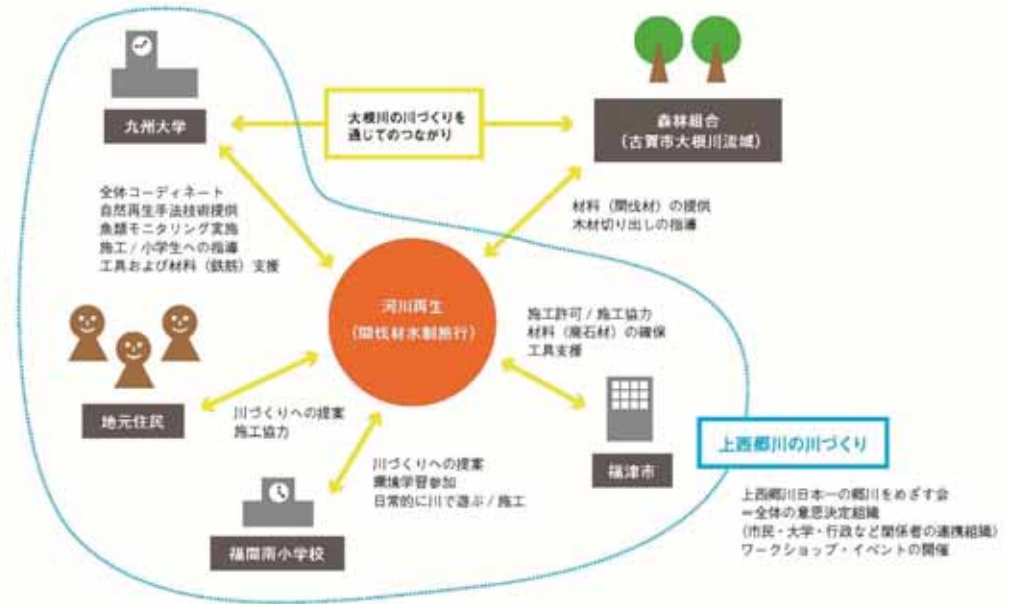 九州大学
大根川の川づくりを
通じてのつながり
森林組合
(古賀市大根川流域)
全体コーディネート
自然再生手法技術提供
魚類モニタリング実施
施工/小学生への指導
工具および材料(鉄筋)支援
材料(間伐材)の提供
木材切り出しの指導
河川再生
(間伐材水制施行)
施工許可/施工協力
材料(廃石材)の確保
工具支援
地元住民
川づくりへの提案
施工協力
福津市
川づくりへの提案
環境学習参加
日常的に川で遊ぶ/施工
福間南小学校
上西郷川の川づくり
上西郷川日本一の郷川をめざす会
=全体の意思決定組織
(市民・大学・行政など関係者の連携組織)
ワークショップ・イベントの開催